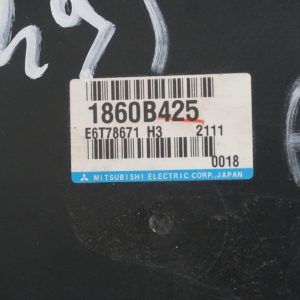 1860B425
E6T78671 H3 2111
0018
MITSUBISHI ELECTRIC CORP., JAPAN